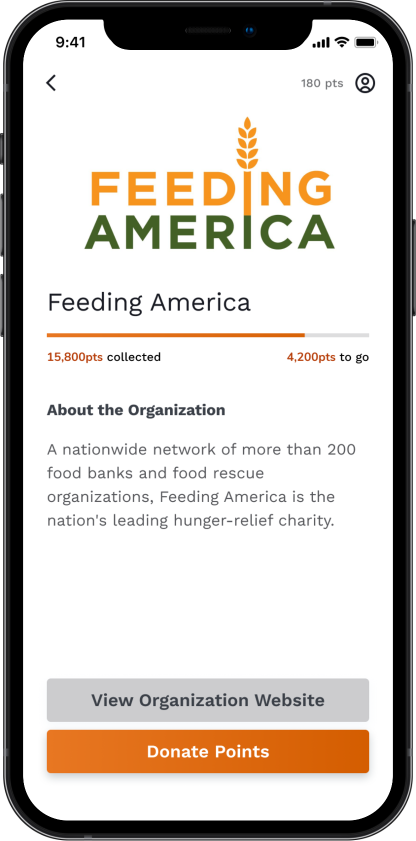 9:41
180 pts
FEEDING
AMERICA
Feeding America
15,800pts collected
4,200pts to go
About the Organization
A nationwide network of more than 200
food banks and food rescue
organizations, Feeding America is the
nation's leading hunger-relief charity.
View Organization Website
Donate Points